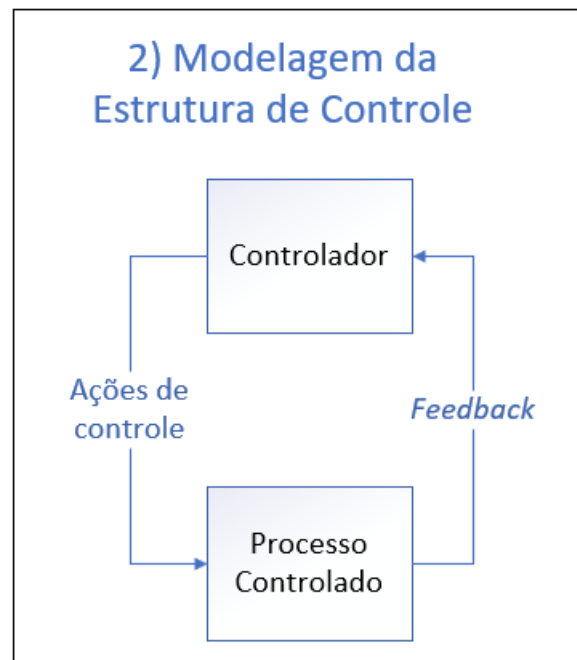 2) Modelagem da
Estrutura de Controle
Controlador
Ações de
controle
Feedback
Processo
Controlado